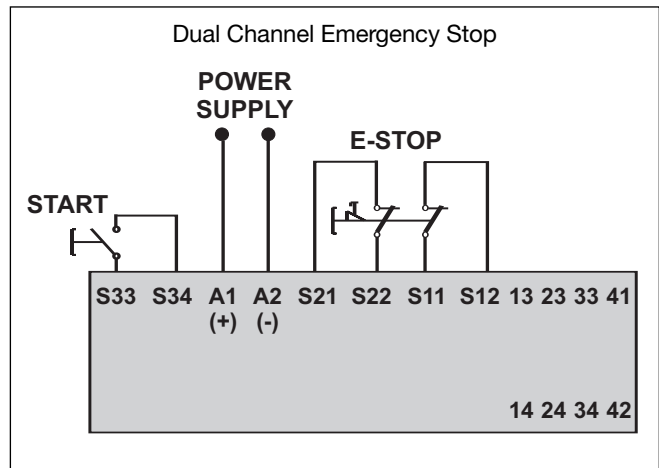 Dual Channel Emergency Stop
POWER
SUPPLY
E-STOP
START
S33 S34 A1 A2 S21 S22 S11 S12 13 23 33 41
(+) (-)
14 24 34 42